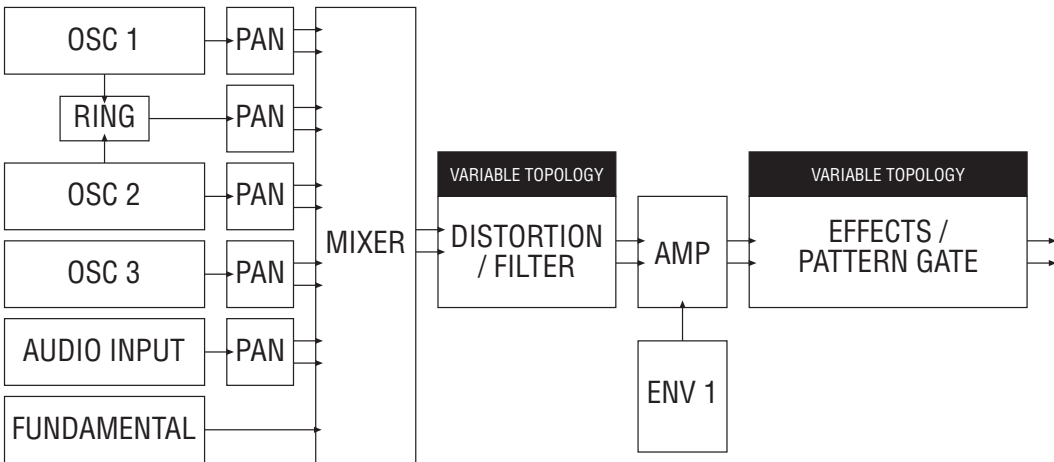 OSC 1
PAN
RING
PAN
OSC 2
PAN
OSC 3
PAN
AUDIO INPUT
PAN
FUNDAMENTAL
MIXER
VARIABLE TOPOLOGY
DISTORTION
/ FILTER
AMP
ENV 1
VARIABLE TOPOLOGY
EFFECTS /
PATTERN GATE